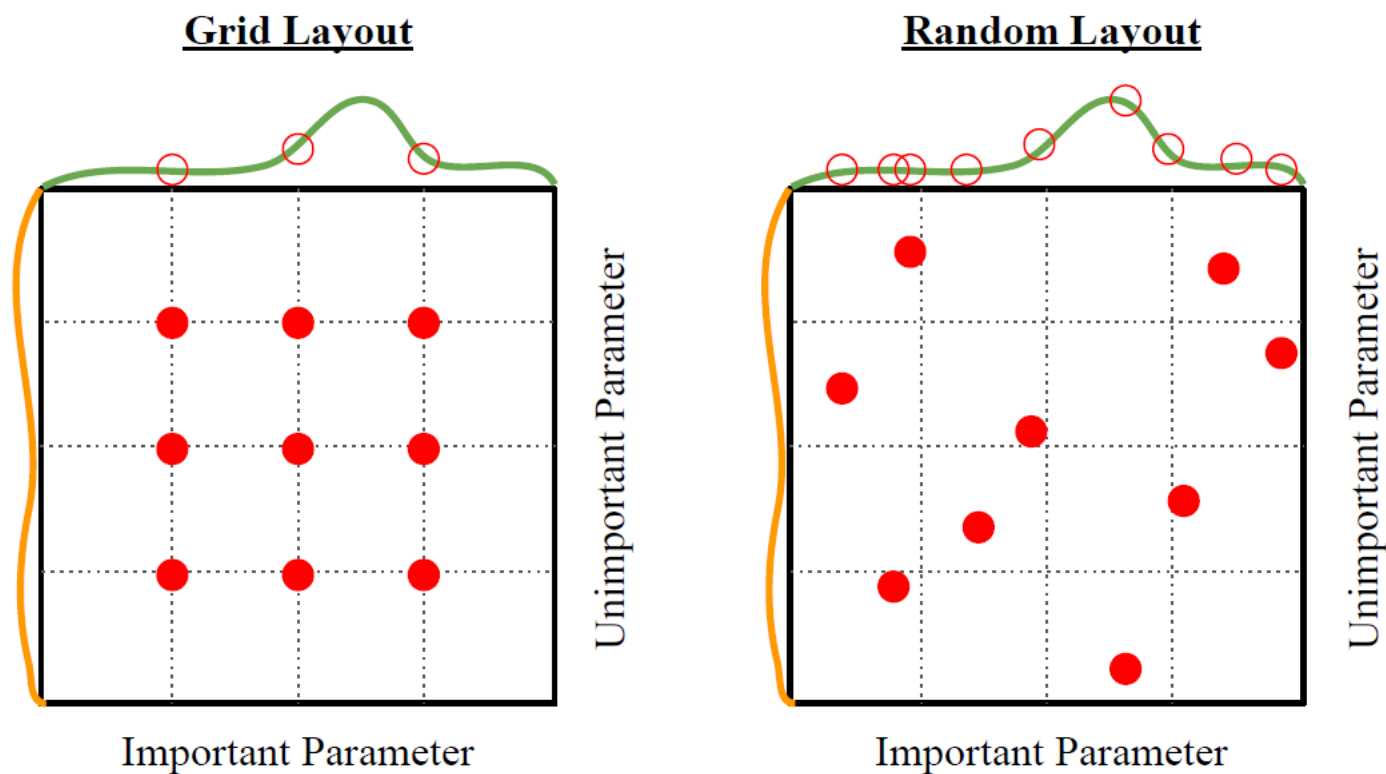 Grid Layout
Random Layout
Unimportant Parameter
Unimportant Parameter
Important Parameter
Important Parameter